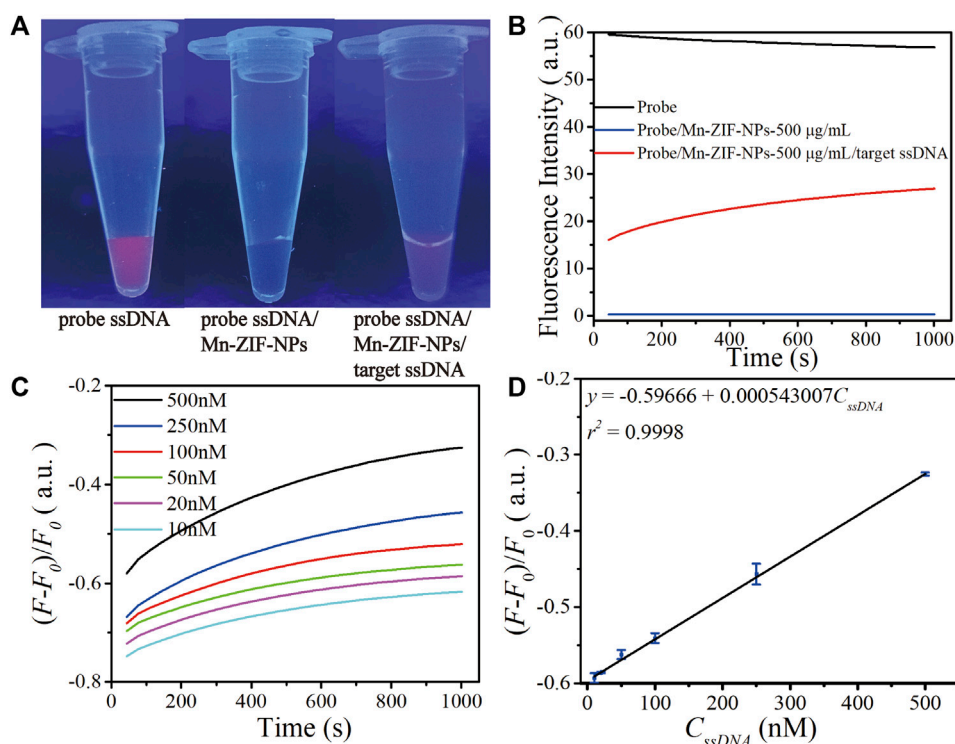 A
probe ssDNA
probe ssDNA/
Mn-ZIF-NPs
probe ssDNA/
Mn-ZIF-NPs/
target ssDNA
B
Fluorescence Intensity ( a.u.)
60
50
40
30
20
10
0
Probe
Probe/Mn-ZIF-NPs-500 μg/mL
Probe/Mn-ZIF-NPs-500 μg/mL/target ssDNA
0 200 400 600 800 1000
Time (s)
C
(F-F0)/F0 ( a.u.)
-0.2
-0.4
-0.6
-0.8
500nM
250nM
100nM
50nM
20nM
10nM
0 200 400 600 800 1000
Time (s)
D
(F-F0)/F0 ( a.u.)
-0.2
-0.3
-0.4
-0.5
-0.6
y = -0.59666 + 0.000543007CssDNA
r² = 0.9998
0 100 200 300 400 500
CssDNA (nM)